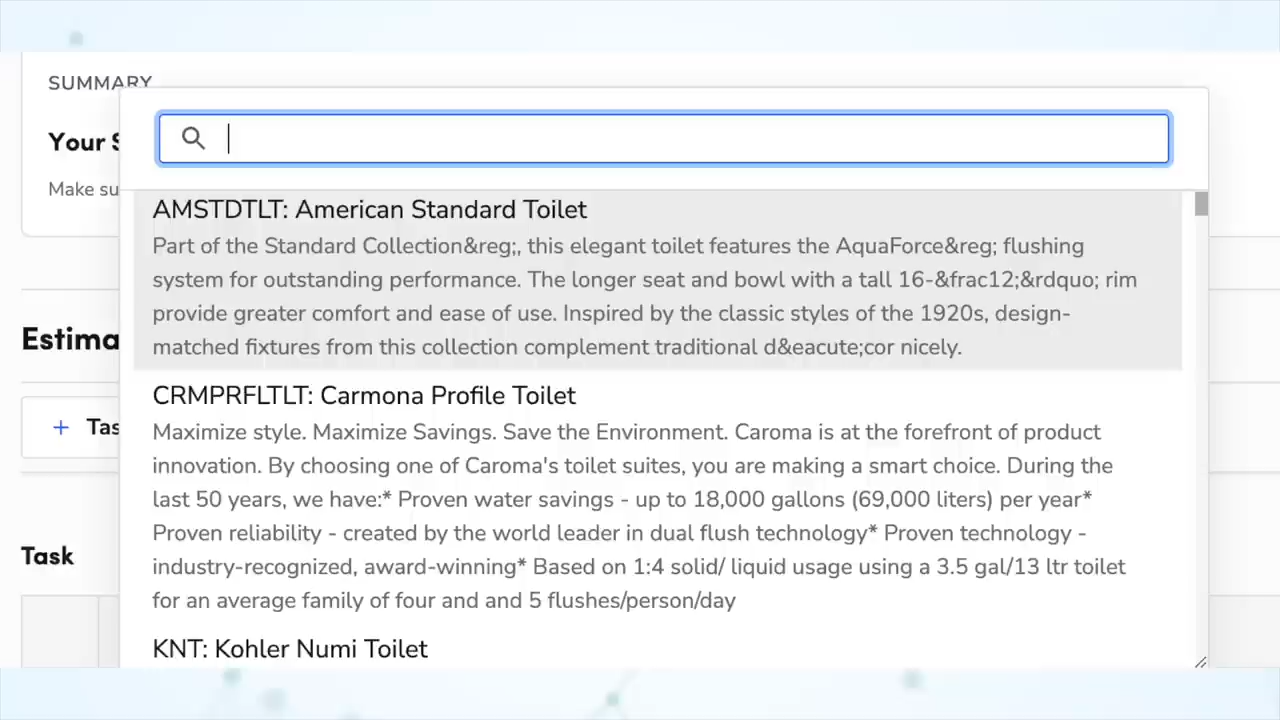 SUMMARY
Your S
Make su
AMSTDTLT: American Standard Toilet
Part of the Standard Collection&reg;, this elegant toilet features the AquaForce&reg; flushing
system for outstanding performance. The longer seat and bowl with a tall 16-&frac12;&rdquo; rim
provide greater comfort and ease of use. Inspired by the classic styles of the 1920s, design-
matched fixtures from this collection complement traditional d&eacute;cor nicely.
Estima
CRMPRFLTLT: Carmona Profile Toilet
Maximize style. Maximize Savings. Save the Environment. Caroma is at the forefront of product
+ Tas
innovation. By choosing one of Caroma's toilet suites, you are making a smart choice. During the
last 50 years, we have:* Proven water savings - up to 18,000 gallons (69,000 liters) per year*
Proven reliability - created by the world leader in dual flush technology* Proven technology -
Task
industry-recognized, award-winning* Based on 1:4 solid/ liquid usage using a 3.5 gal/13 ltr toilet
for an average family of four and and 5 flushes/person/day
KNT: Kohler Numi Toilet